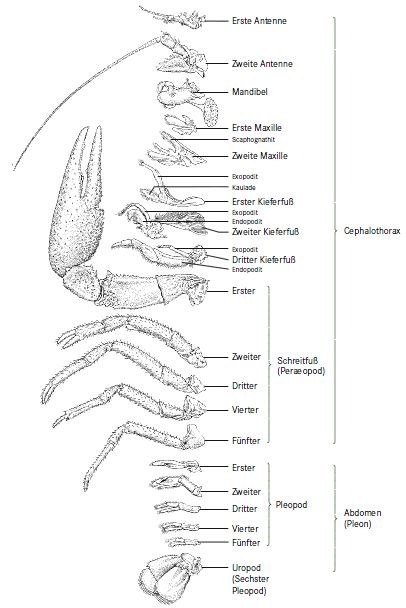 Erste Antenne
Zweite Antenne
Mandibel
Erste Maxille
Scaphognathit
Zweite Maxille
Exopodit
Kaulade
Erster Kieferfuß
Exopodit
Endopodit
Zweiter Kieferfuß
Cephalothorax
Exopodit
Dritter Kieferfuß
Endopodit
Erster
Zweiter
Schreitfuß
(Peræopod)
Dritter
Vierter
Fünfter
Erster
Zweiter
Dritter
Pleopod
Abdomen
(Pleon)
Vierter
Fünfter
Uropod
(Sechster
Pleopod)